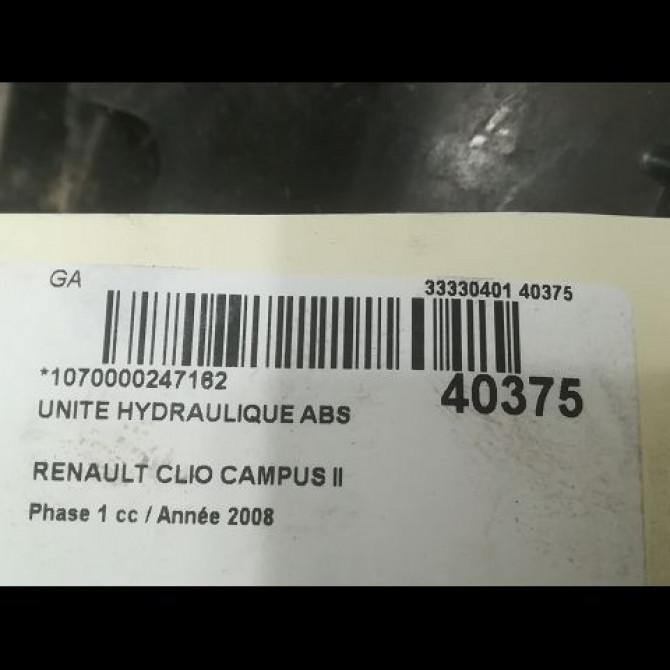 GA
33330401 40375
*1070000247162
40375
UNITE HYDRAULIQUE ABS
RENAULT CLIO CAMPUS II
Phase 1 cc / Année 2008